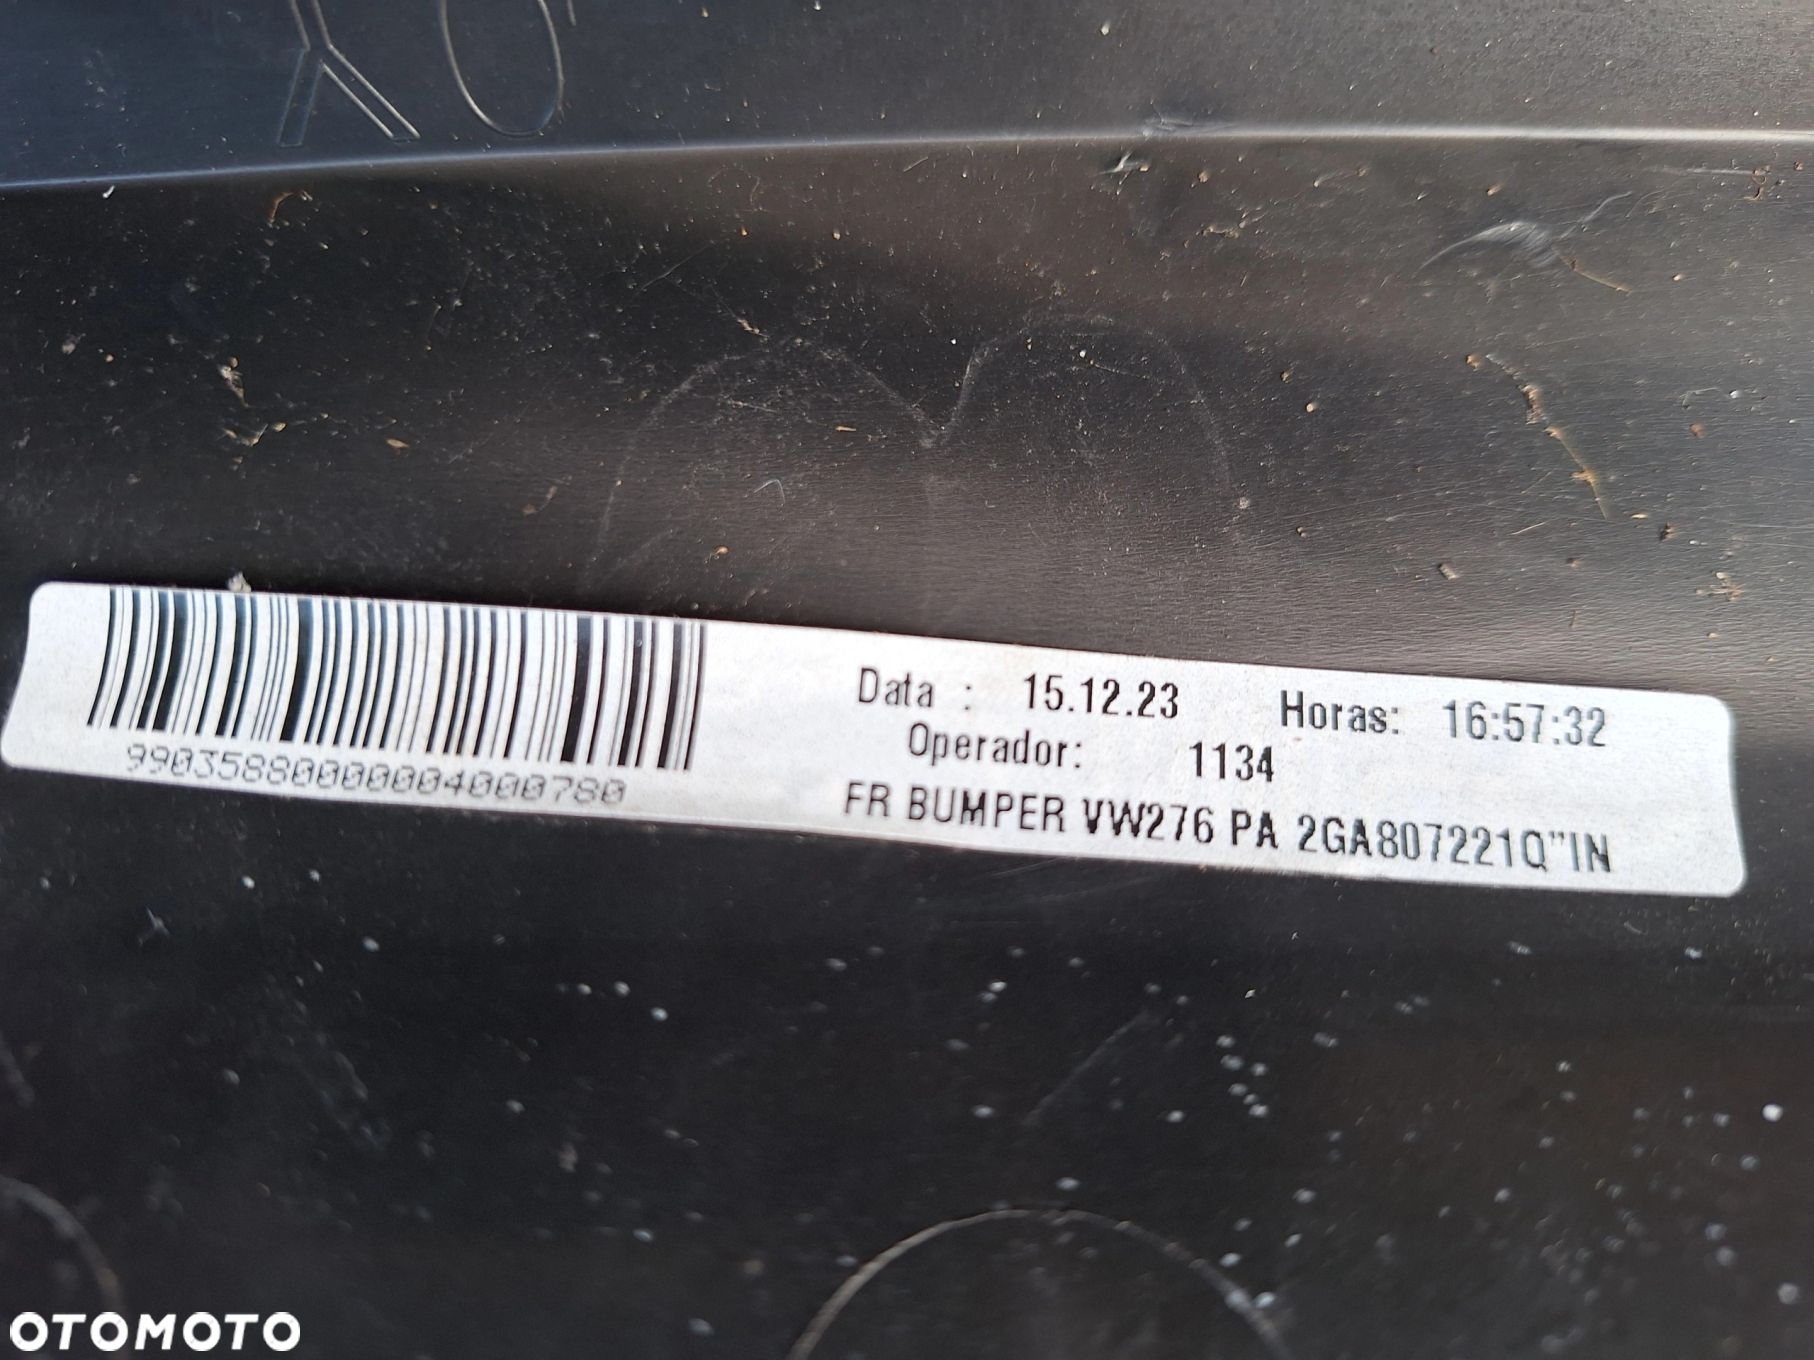 Data : 15.12.23 Horas: 16:57:32
Operador: 1134
FR BUMPER VW276 PA 2GA807221Q"IN
99035880000004000780
OTOMOTO